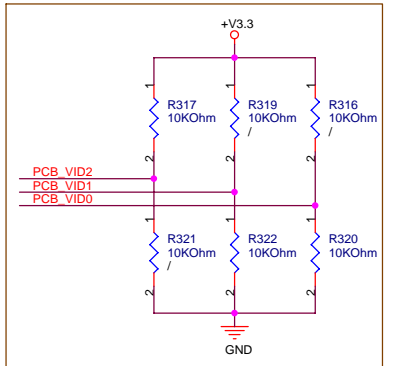 +V3.3
1
1
1
R317
10KOhm
R319
10KOhm
/
R316
10KOhm
2
2
2
PCB_VID2
PCB_VID1
PCB_VID0
1
1
1
R321
10KOhm
/
R322
10KOhm
R320
10KOhm
2
2
2
GND